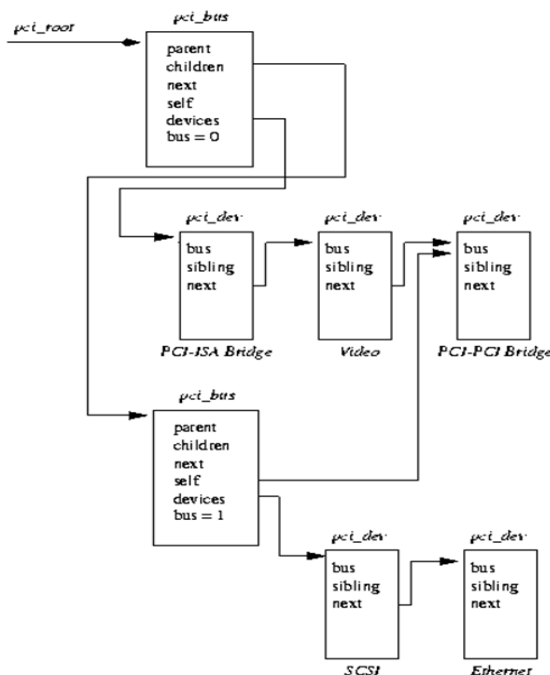 pci_bus
pci_root
parent
children
next
self
devices
bus = 0
pci_dev pci_dev pci_dev
bus bus bus
sibling sibling sibling
next next next
PCI-ISA Bridge Video PCI-PCI Bridge
pci_bus
parent
children
next
self
devices
bus = 1
pci_dev pci_dev
bus bus
sibling sibling
next next
SCSI Ethernet